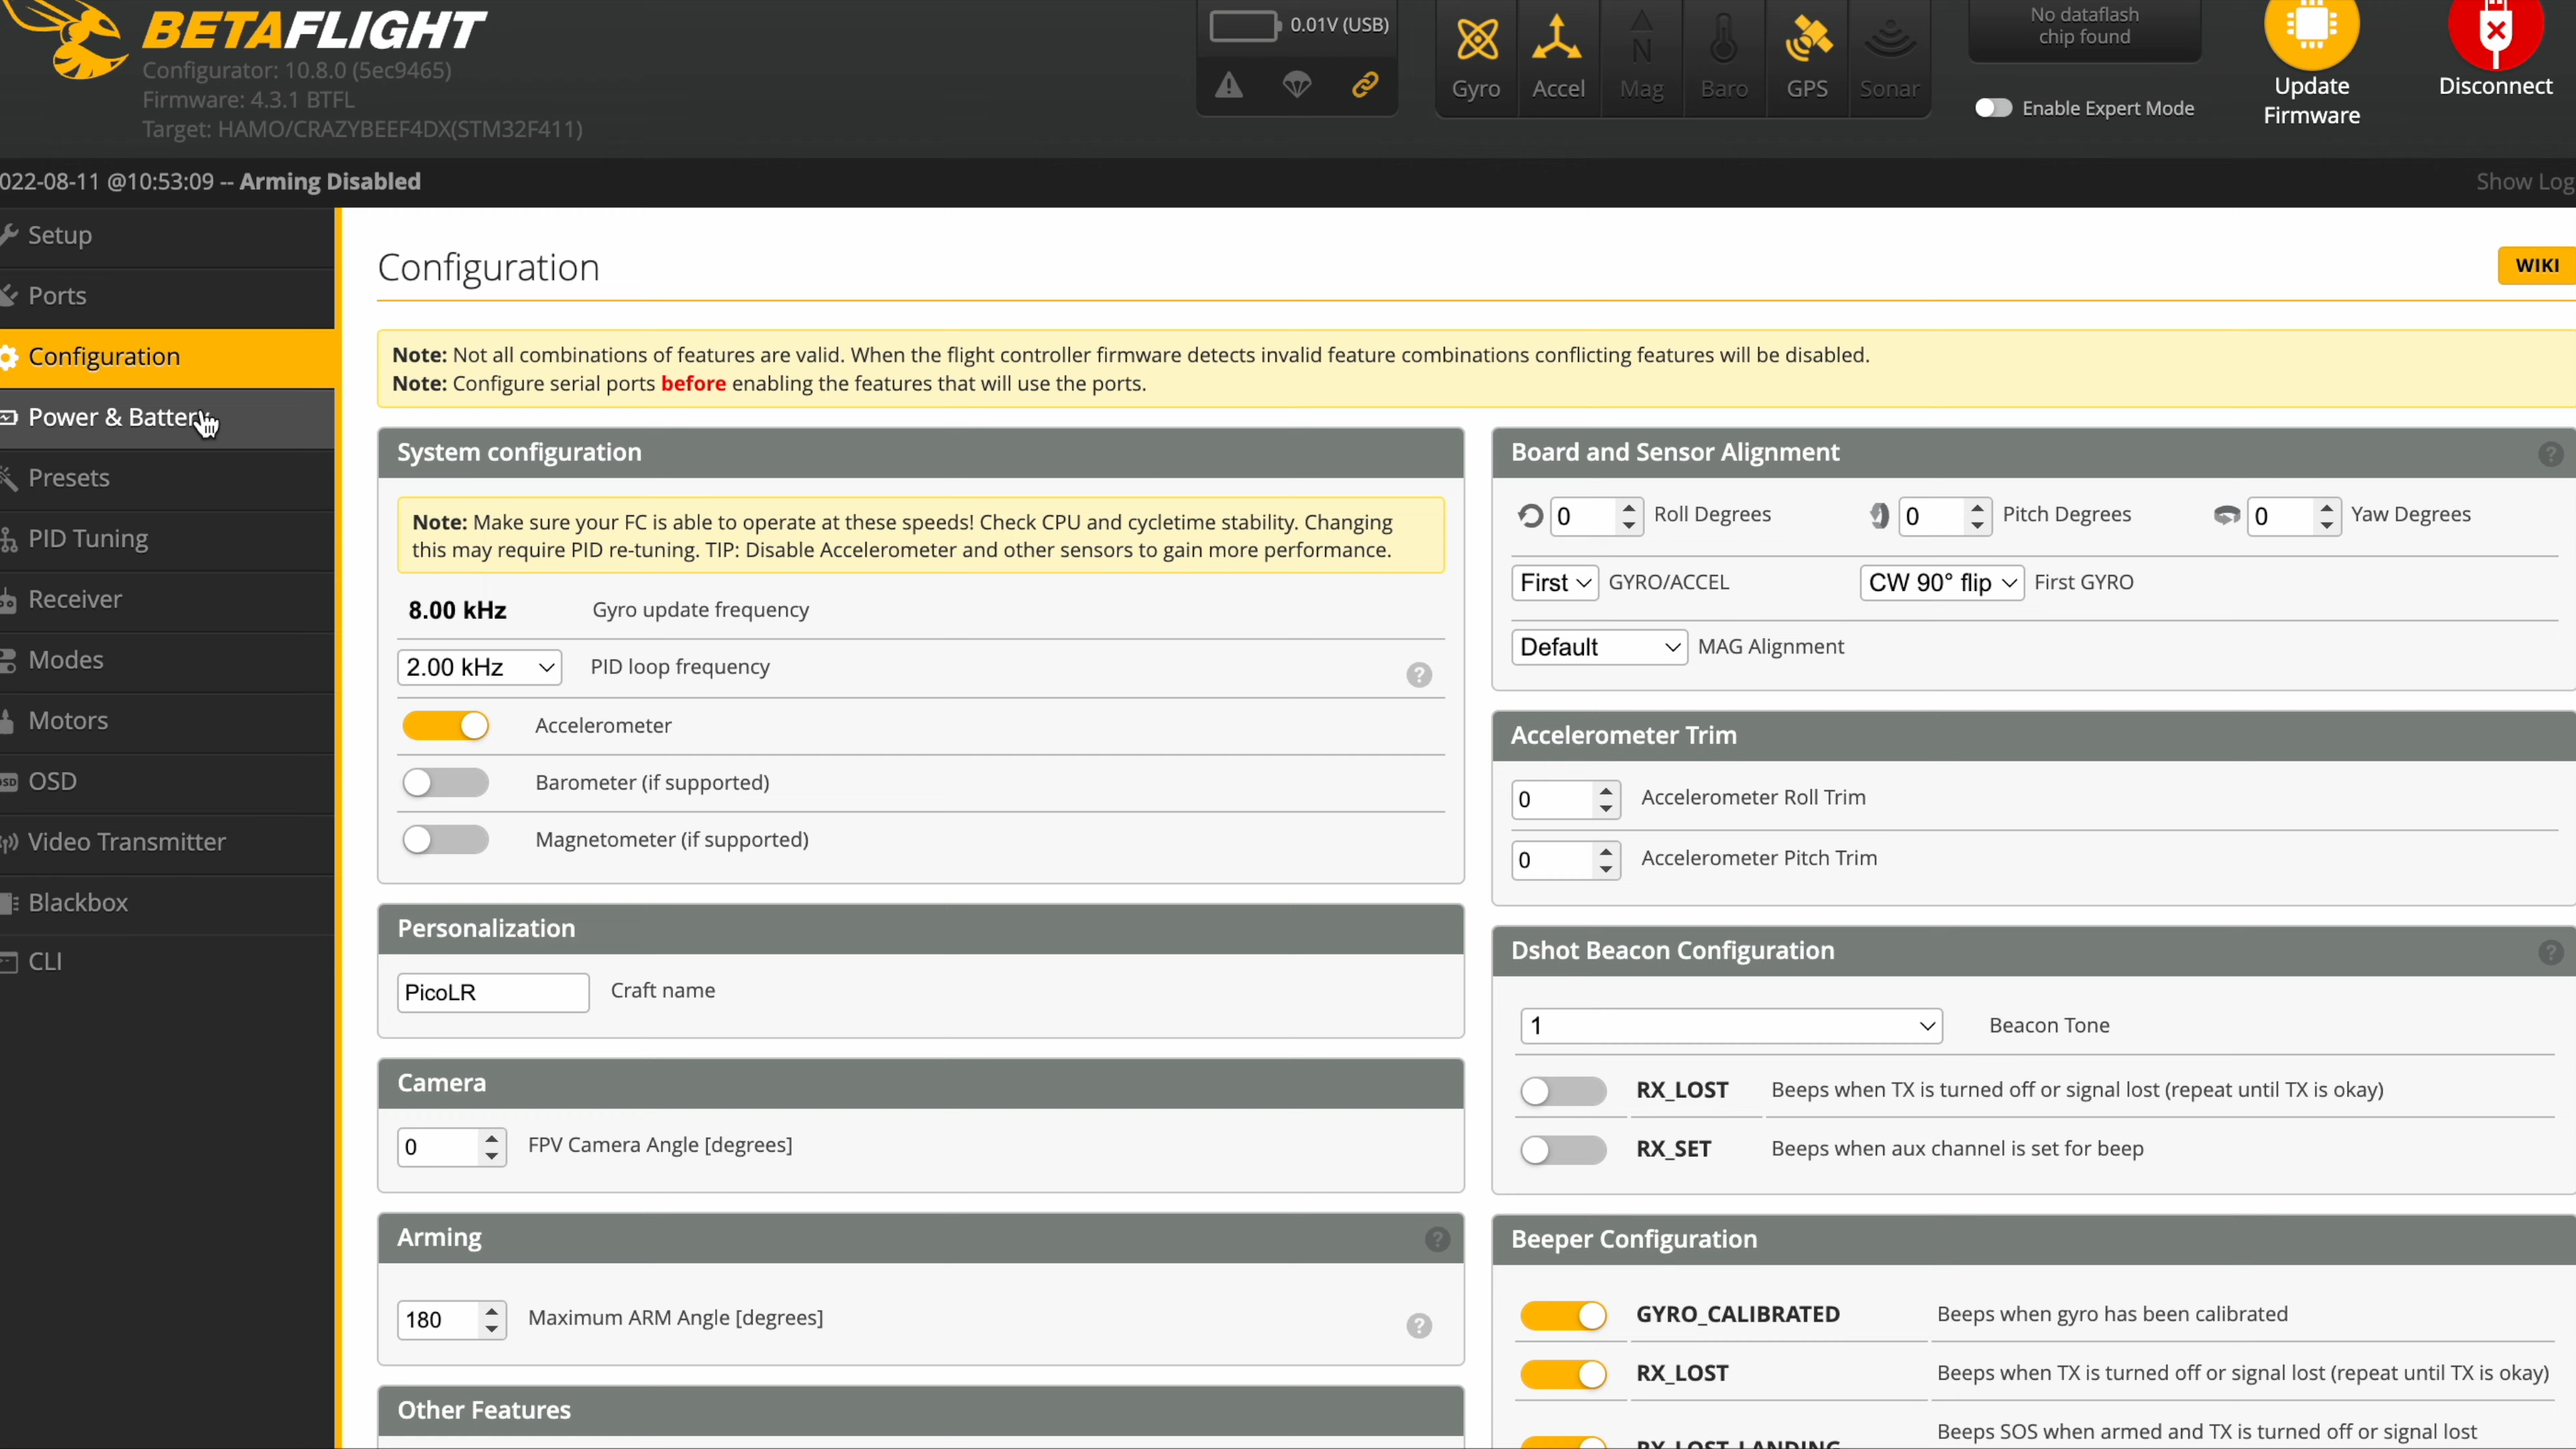 BETAFLIGHT
Configurator: 10.8.0 (5ec9465)
Firmware: 4.3.1 BTFL
Target: HAMO/CRAZYBEEF4DX(STM32F411)
0.01V (USB)
Gyro
Accel
N
Mag
Baro
GPS
Sonar
No dataflash
chip found
Enable Expert Mode
Update
Firmware
Disconnect
022-08-11 @10:53:09 -- Arming Disabled
Show Log
Setup
Ports
Configuration
Power & Battery
Presets
PID Tuning
Receiver
Modes
Motors
OSD
Video Transmitter
Blackbox
CLI
Configuration
WIKI
Note: Not all combinations of features are valid. When the flight controller firmware detects invalid feature combinations conflicting features will be disabled.
Note: Configure serial ports before enabling the features that will use the ports.
System configuration
Note: Make sure your FC is able to operate at these speeds! Check CPU and cycletime stability. Changing
this may require PID re-tuning. TIP: Disable Accelerometer and other sensors to gain more performance.
8.00 kHz Gyro update frequency
2.00 kHz PID loop frequency
Accelerometer
Barometer (if supported)
Magnetometer (if supported)
Personalization
PicoLR Craft name
Camera
0 FPV Camera Angle [degrees]
Arming
180 Maximum ARM Angle [degrees]
Other Features
Board and Sensor Alignment
0 Roll Degrees 0 Pitch Degrees 0 Yaw Degrees
First GYRO/ACCEL CW 90° flip First GYRO
Default MAG Alignment
Accelerometer Trim
0 Accelerometer Roll Trim
0 Accelerometer Pitch Trim
Dshot Beacon Configuration
1 Beacon Tone
RX_LOST Beeps when TX is turned off or signal lost (repeat until TX is okay)
RX_SET Beeps when aux channel is set for beep
Beeper Configuration
GYRO_CALIBRATED Beeps when gyro has been calibrated
RX_LOST Beeps when TX is turned off or signal lost (repeat until TX is okay)
RX_LOST_LANDING Beeps SOS when armed and TX is turned off or signal lost